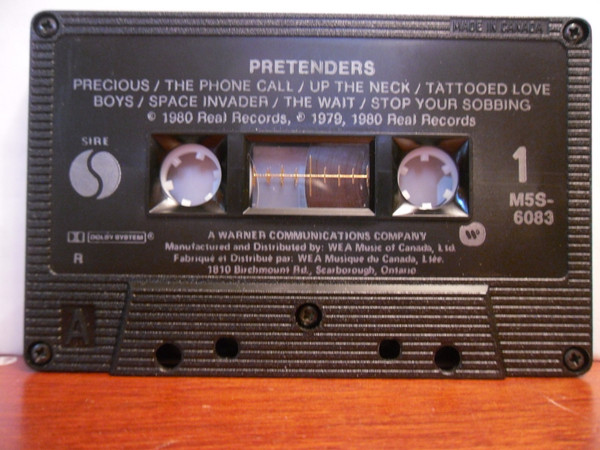 MADE IN CANADA
PRETENDERS
PRECIOUS / THE PHONE CALL / UP THE NECK / TATTOOED LOVE
BOYS / SPACE INVADER / THE WAIT / STOP YOUR SOBBING
© 1980 Real Records, ℗ 1979, 1980 Real Records
SIRE
S
1
M5S-
6083
DOLBY SYSTEM ®
R
A WARNER COMMUNICATIONS COMPANY
Manufactured and Distributed by: WEA Music of Canada, Ltd.
Fabriqué et Distribué par: WEA Musique du Canada, Ltée.
1810 Birchmount Rd., Scarborough, Ontario
A